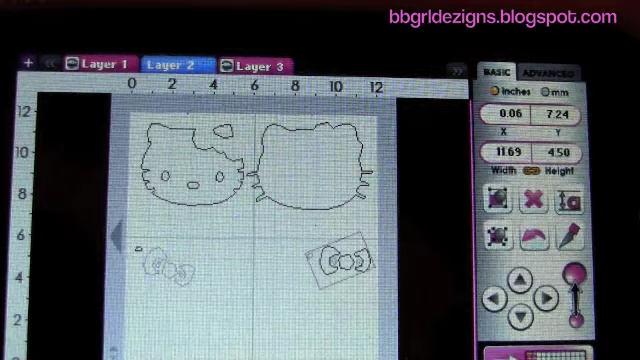 bbgrldezigns.blogspot.com
Layer 1
Layer 2
Layer 3
BASIC
ADVANCED
0 2 4 6 8 10 12
inches
mm
12
10
8
6
4
2
0.06
7.24
X
Y
11.69
4.50
Width
Height